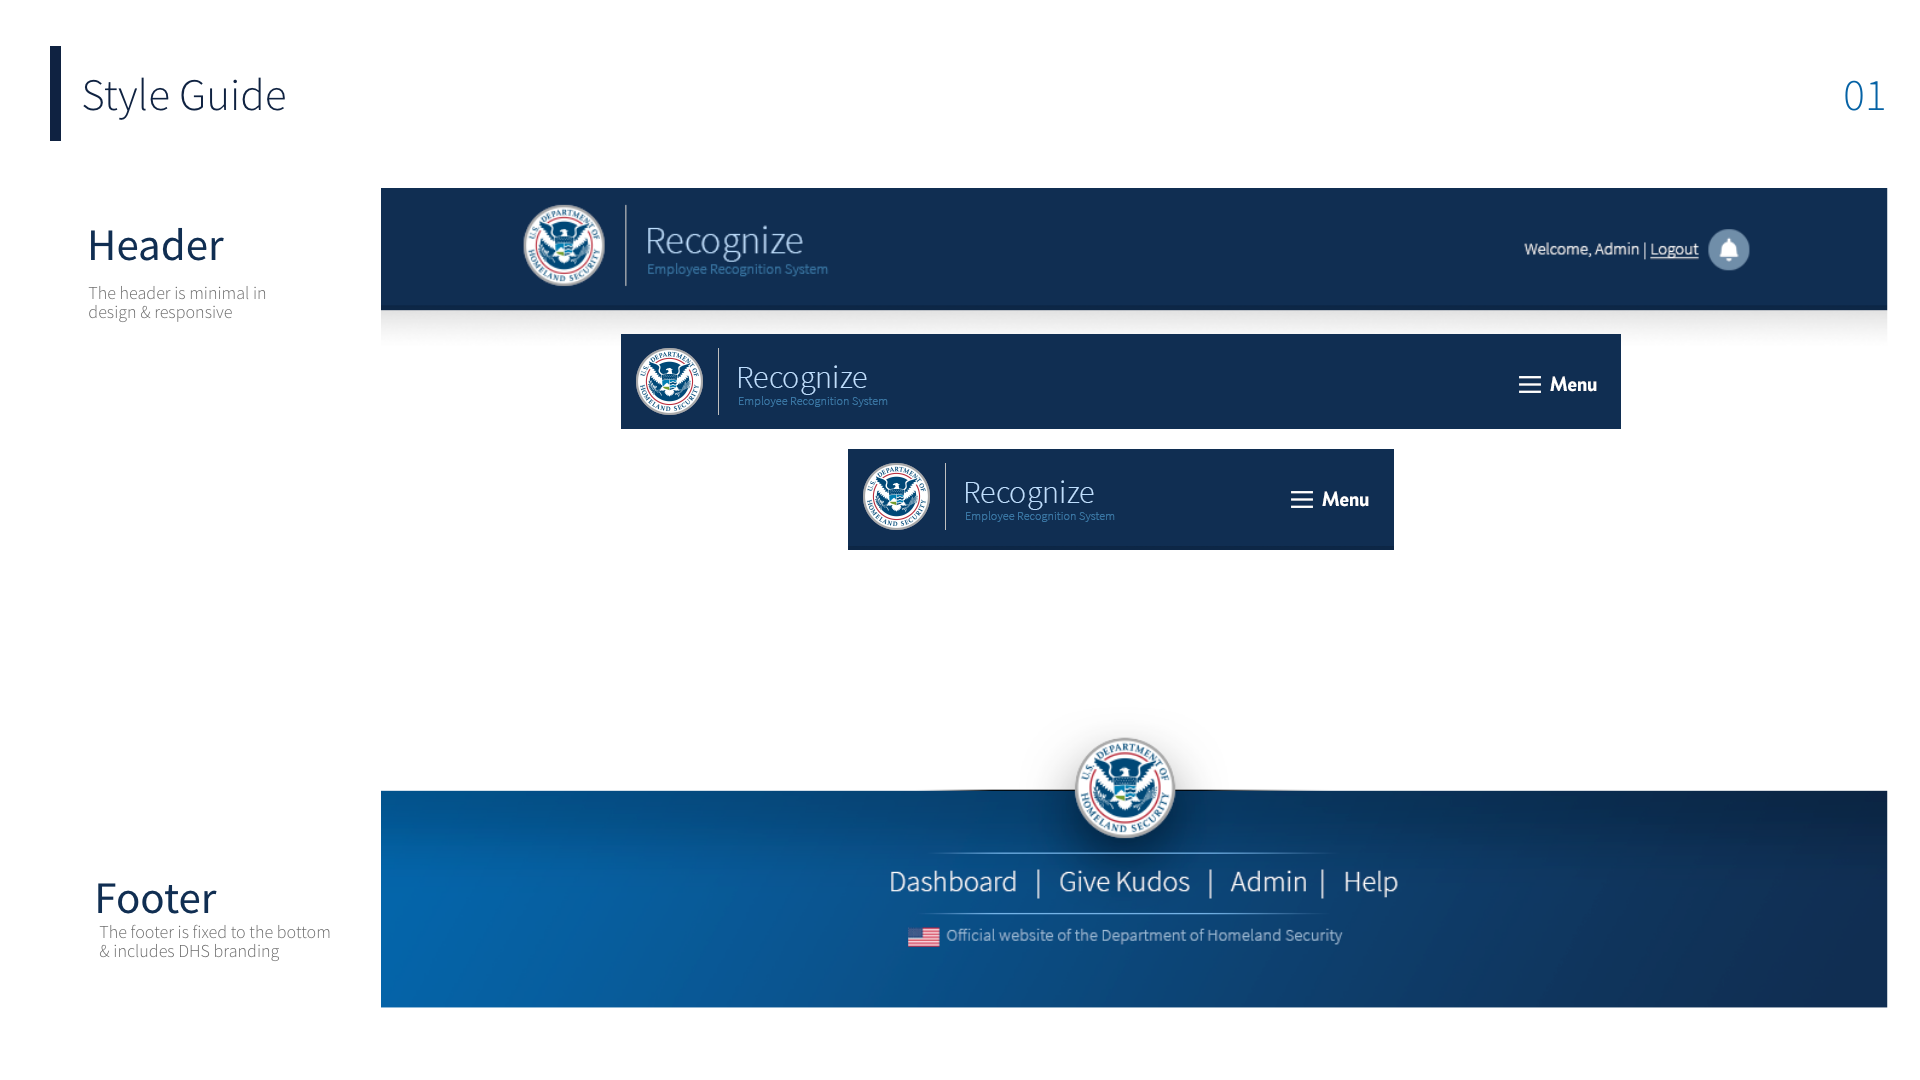 Style Guide
01
Header
The header is minimal in
design & responsive
U.S. DEPARTMENT OF HOMELAND SECURITY
Recognize
Employee Recognition System
Welcome, Admin | Logout
U.S. DEPARTMENT OF HOMELAND SECURITY
Recognize
Employee Recognition System
Menu
U.S. DEPARTMENT OF HOMELAND SECURITY
Recognize
Employee Recognition System
Menu
U.S. DEPARTMENT OF HOMELAND SECURITY
Dashboard | Give Kudos | Admin | Help
Official website of the Department of Homeland Security
Footer
The footer is fixed to the bottom
& includes DHS branding